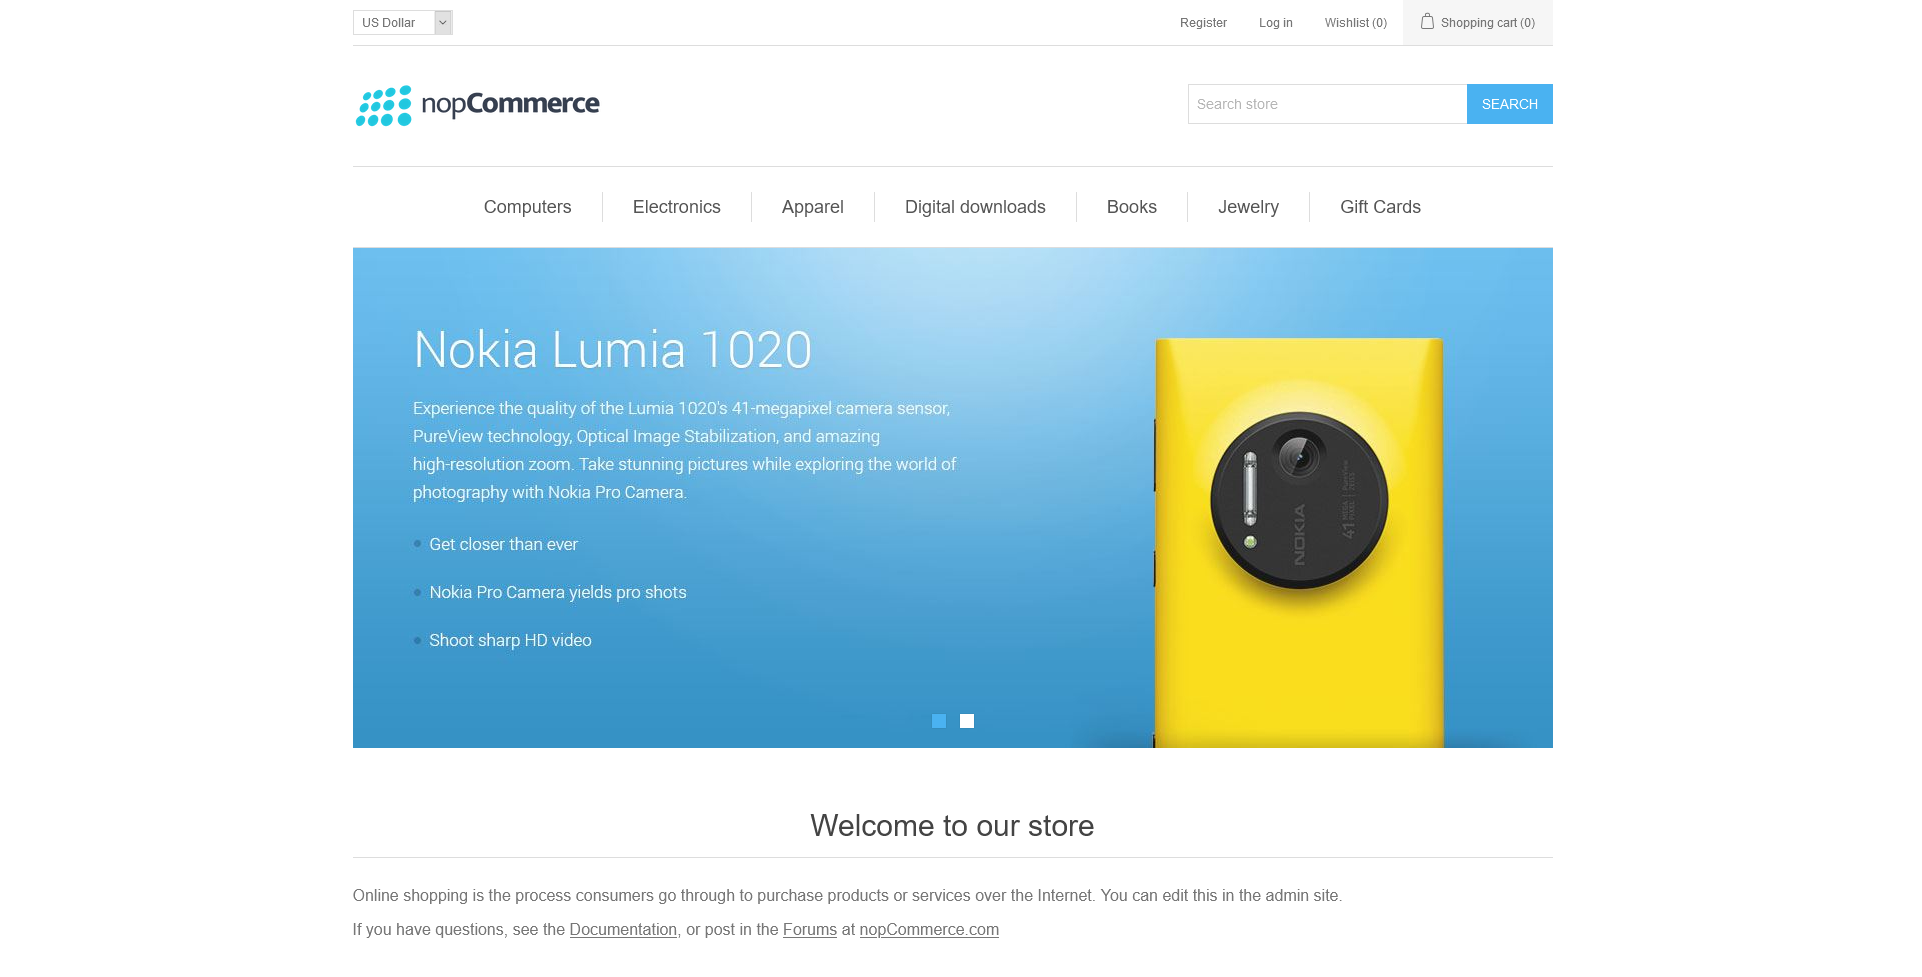 US Dollar
Register
Log in
Wishlist (0)
Shopping cart (0)
nopCommerce
Search store
SEARCH
Computers
Electronics
Apparel
Digital downloads
Books
Jewelry
Gift Cards
Nokia Lumia 1020
Experience the quality of the Lumia 1020's 41-megapixel camera sensor,
PureView technology, Optical Image Stabilization, and amazing
high-resolution zoom. Take stunning pictures while exploring the world of
photography with Nokia Pro Camera.
Get closer than ever
Nokia Pro Camera yields pro shots
Shoot sharp HD video
NOKIA
41
Welcome to our store
Online shopping is the process consumers go through to purchase products or services over the Internet. You can edit this in the admin site.
If you have questions, see the Documentation, or post in the Forums at nopCommerce.com